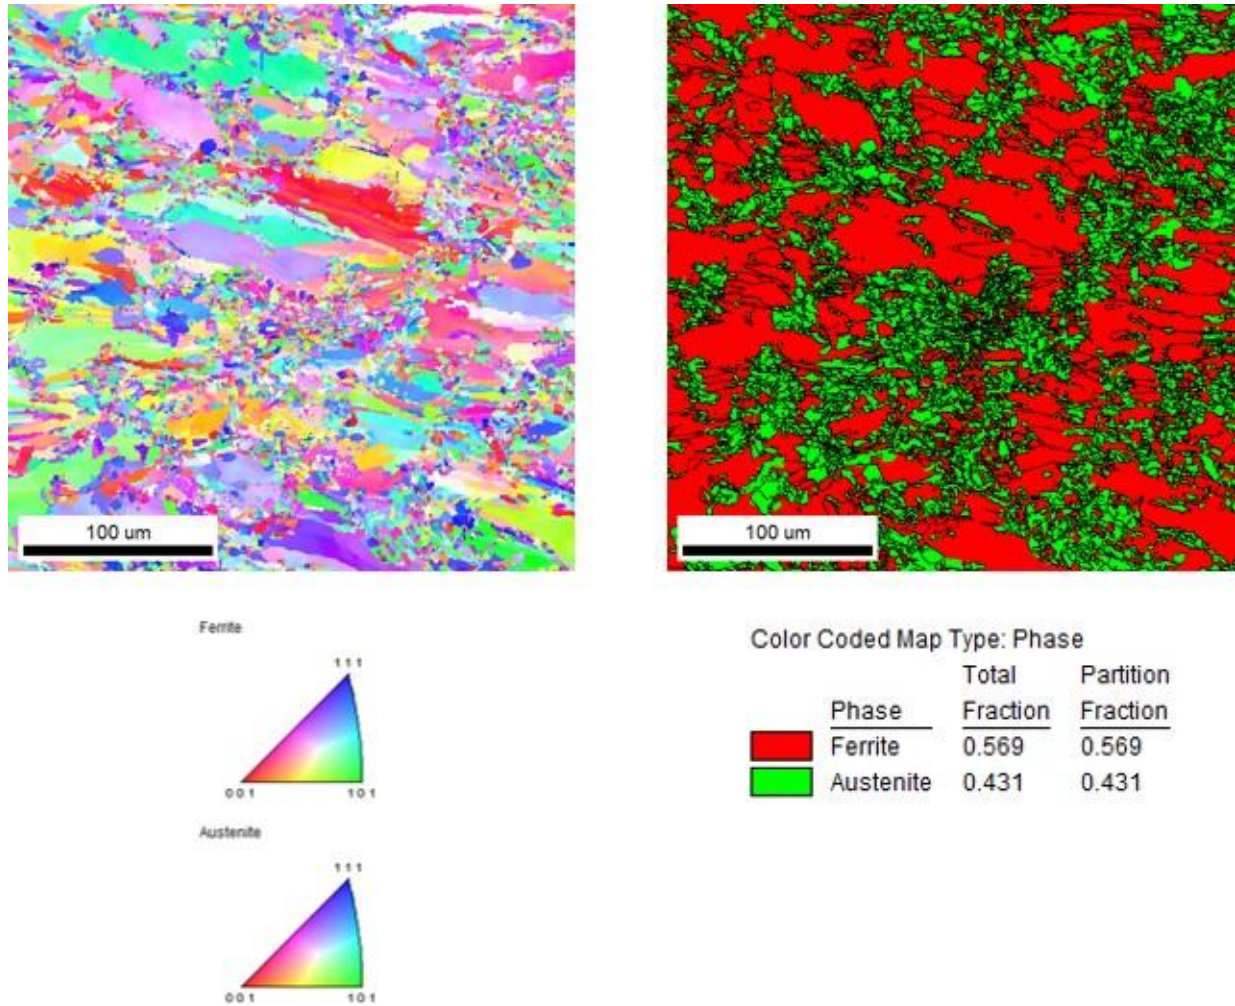 100 um
100 um
Ferrite
111
001 101
Austenite
111
001 101
Color Coded Map Type: Phase
Total Partition
Phase Fraction Fraction
Ferrite 0.569 0.569
Austenite 0.431 0.431